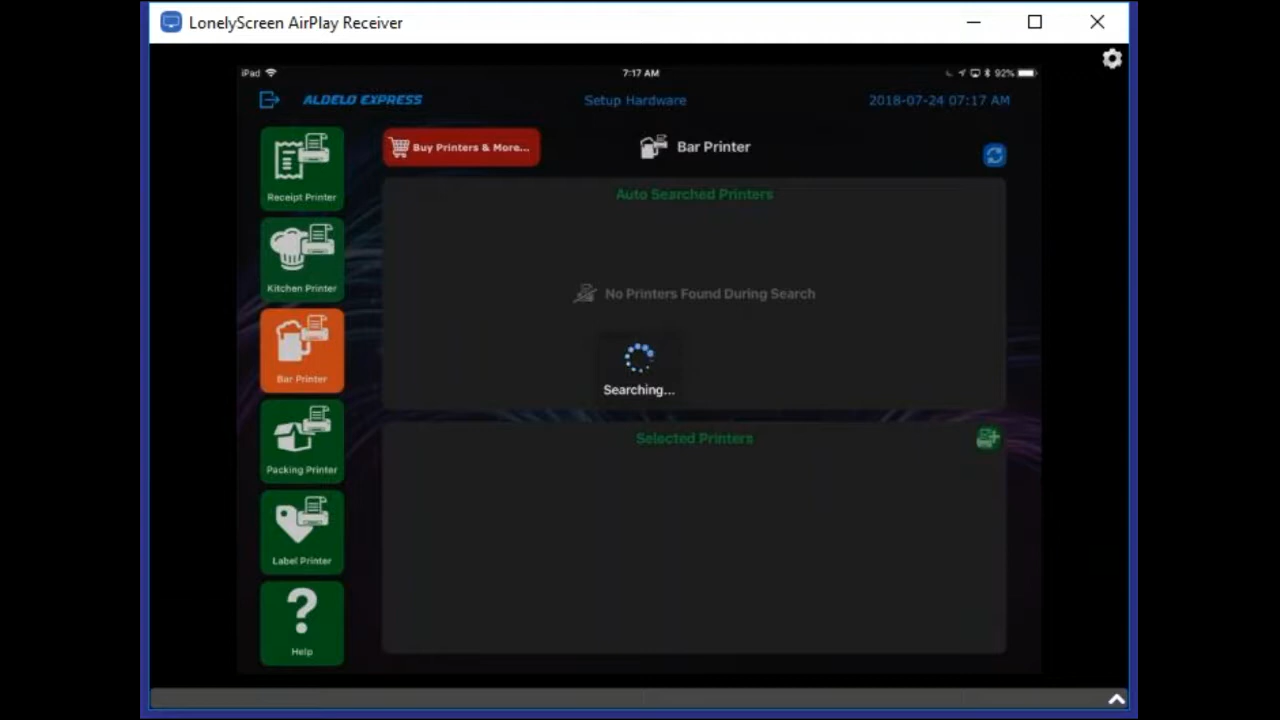 LonelyScreen AirPlay Receiver
iPad 7:17 AM 92%
ALDELO EXPRESS Setup Hardware 2018-07-24 07:17 AM
Buy Printers & More... Bar Printer
Receipt Printer
Auto Searched Printers
Kitchen Printer
No Printers Found During Search
Bar Printer
Searching...
Selected Printers
Packing Printer
Label Printer
?
Help